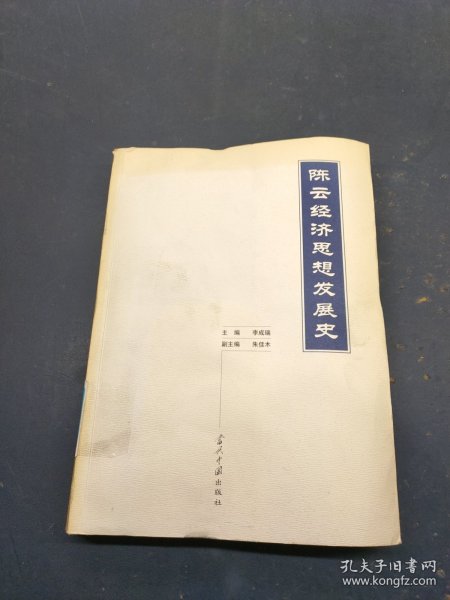 陈云经济思想发展史
主编 李成瑞
副主编 朱佳木
当代中国出版社
孔夫子旧书网
www.kongfz.com